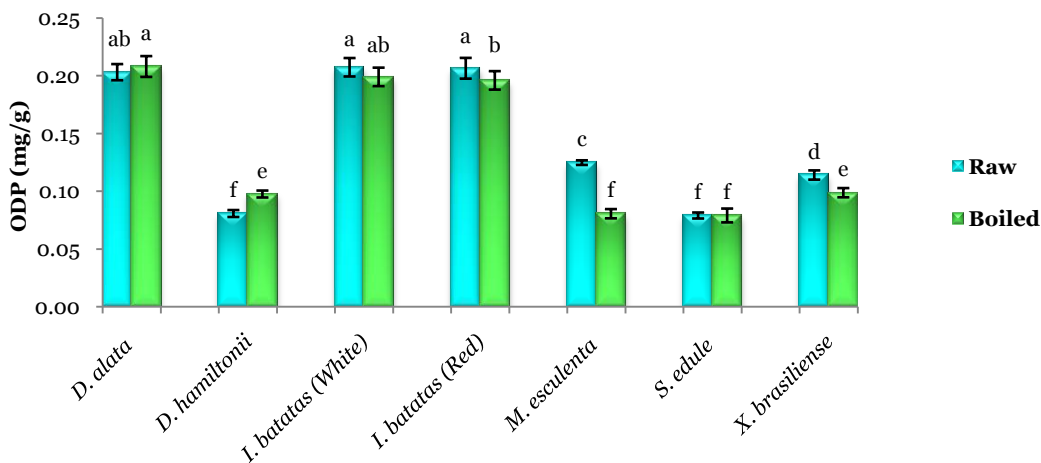 ODP (mg/g)
0.25
0.20
0.15
0.10
0.05
0.00
ab a
f e
a ab
a b
c f
f f
d e
D. alata
D. hamiltonii
I. batatas (White)
I. batatas (Red)
M. esculenta
S. edule
X. brasiliense
Raw
Boiled